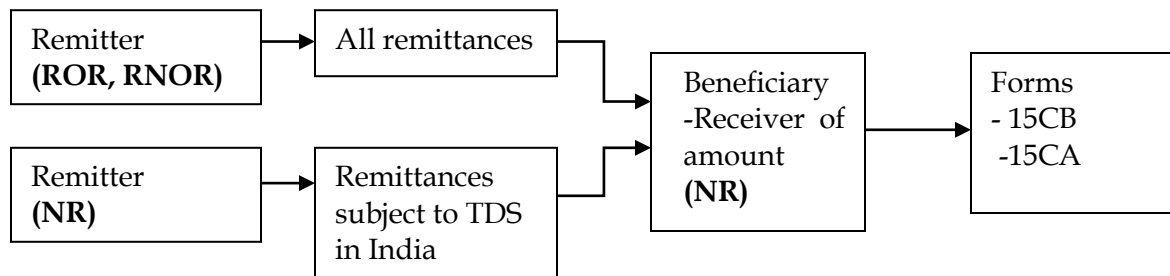 Remitter
(ROR, RNOR)
All remittances
Remitter
(NR)
Remittances
subject to TDS
in India
Beneficiary
-Receiver of
amount
(NR)
Forms
- 15CB
-15CA